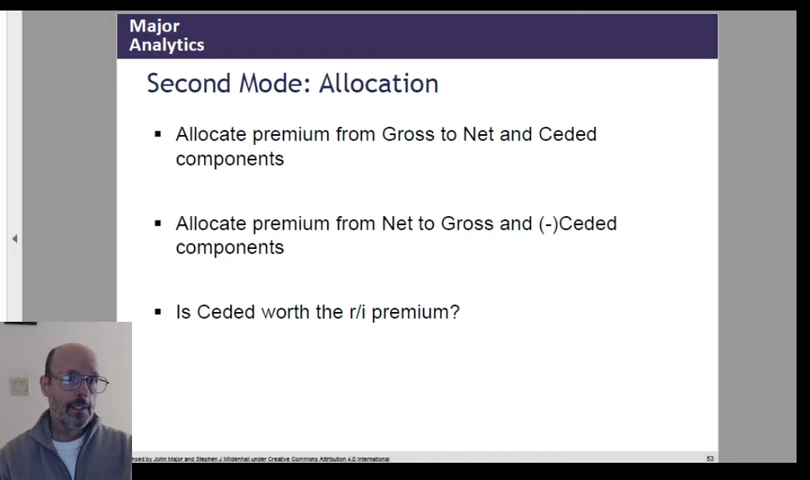 Major
Analytics
Second Mode: Allocation
▪ Allocate premium from Gross to Net and Ceded
components
▪ Allocate premium from Net to Gross and (-)Ceded
components
▪ Is Ceded worth the r/i premium?
by John Major and Stephen J Mildenhall under Creative Commons Attribution 4.0 International
53